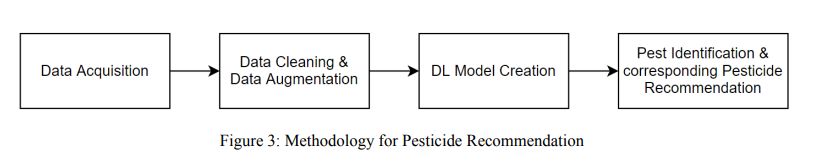 Data Acquisition
Data Cleaning &
Data Augmentation
DL Model Creation
Pest Identification &
corresponding Pesticide
Recommendation
Figure 3: Methodology for Pesticide Recommendation